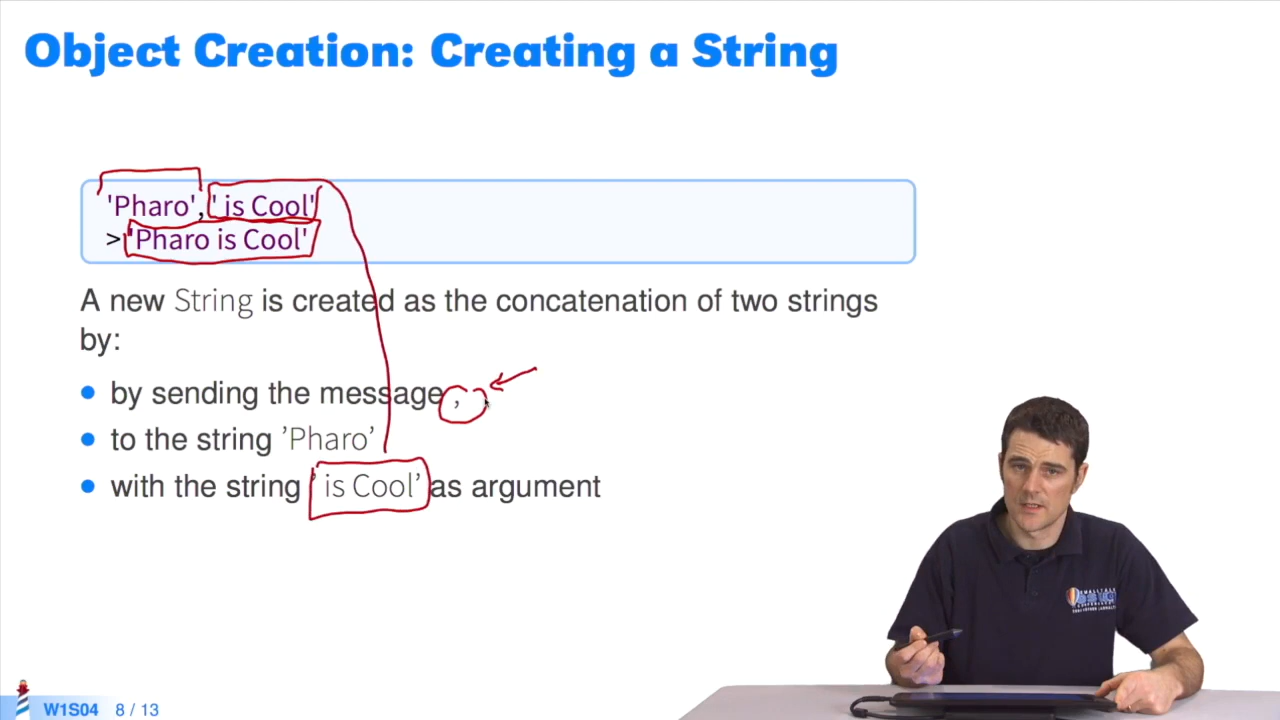 Object Creation: Creating a String
'Pharo',' is Cool'
>'Pharo is Cool'
A new String is created as the concatenation of two strings
by:
by sending the message ,
to the string ’Pharo’
with the string ’ is Cool’ as argument
SMALLTALK
W1S04 8 / 13